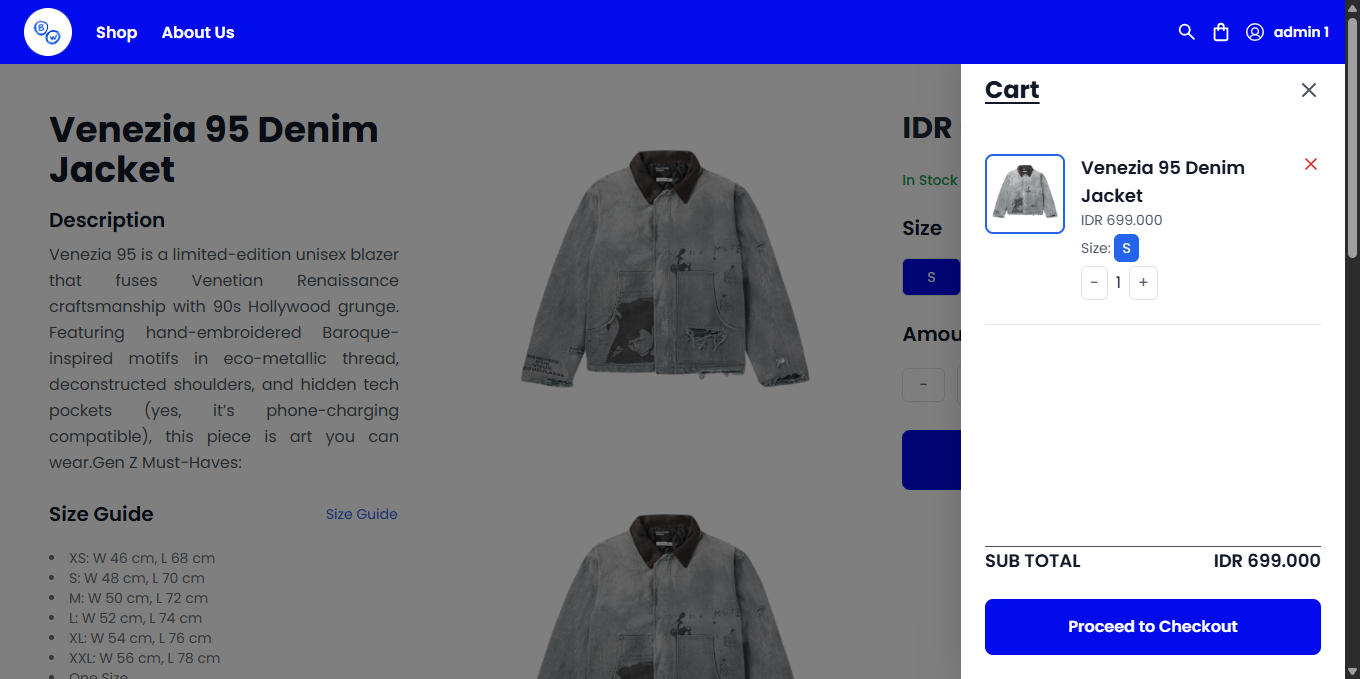 B
W
Shop
About Us
admin 1
Venezia 95 Denim
Jacket
Description
Venezia 95 is a limited-edition unisex blazer
that fuses Venetian Renaissance
craftsmanship with 90s Hollywood grunge.
Featuring hand-embroidered Baroque-
inspired motifs in eco-metallic thread,
deconstructed shoulders, and hidden tech
pockets (yes, it's phone-charging
compatible), this piece is art you can
wear.Gen Z Must-Haves:
Size Guide
Size Guide
• XS: W 46 cm, L 68 cm
• S: W 48 cm, L 70 cm
• M: W 50 cm, L 72 cm
• L: W 52 cm, L 74 cm
• XL: W 54 cm, L 76 cm
• XXL: W 56 cm, L 78 cm
• One Size
IDR
In Stock
Size
S
Amou
-
Cart
Venezia 95 Denim
Jacket
IDR 699.000
Size: S
- 1 +
SUB TOTAL
IDR 699.000
Proceed to Checkout